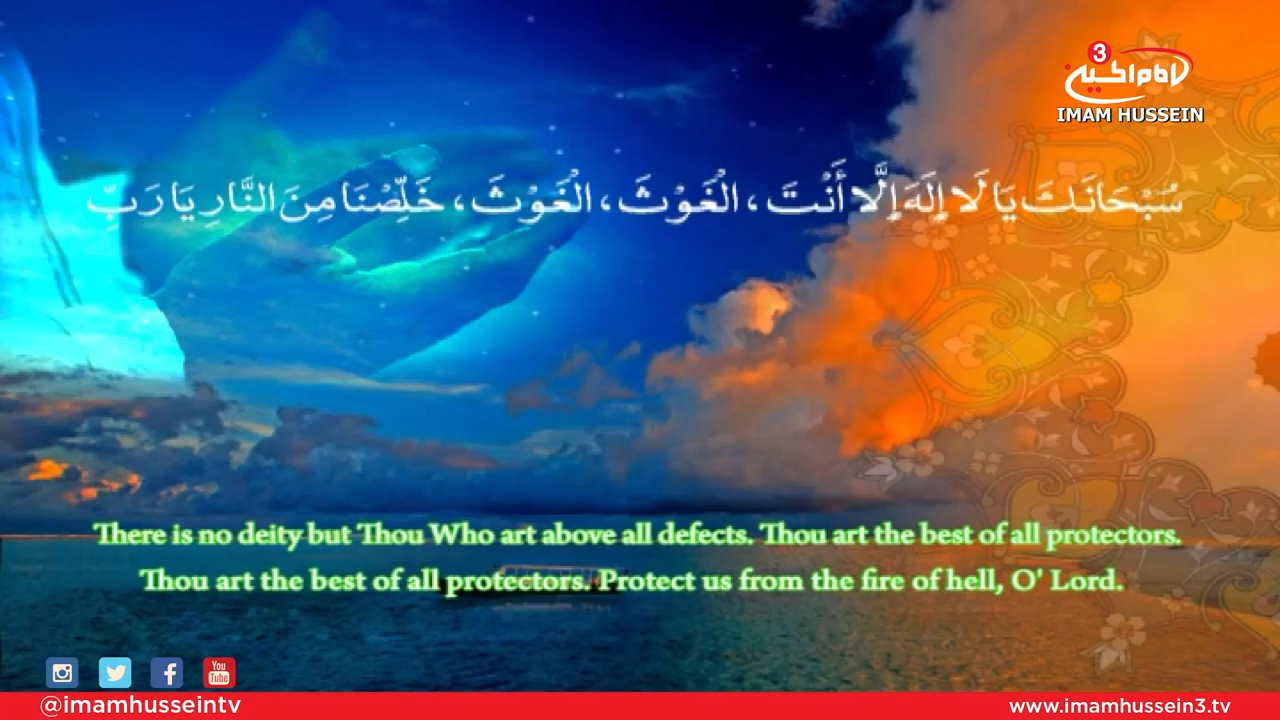 3
امام الحسين
IMAM HUSSEIN
سُبْحَانَكَ يَا لَا إِلَهَ إِلَّا أَنْتَ ، الْغَوْثَ ، الْغَوْثَ ، خَلِّصْنَا مِنَ النَّارِ يَا رَبِّ
There is no deity but Thou Who art above all defects. Thou art the best of all protectors.
Thou art the best of all protectors. Protect us from the fire of hell, O' Lord.
You
Tube
@imamhusseintv
www.imamhussein3.tv